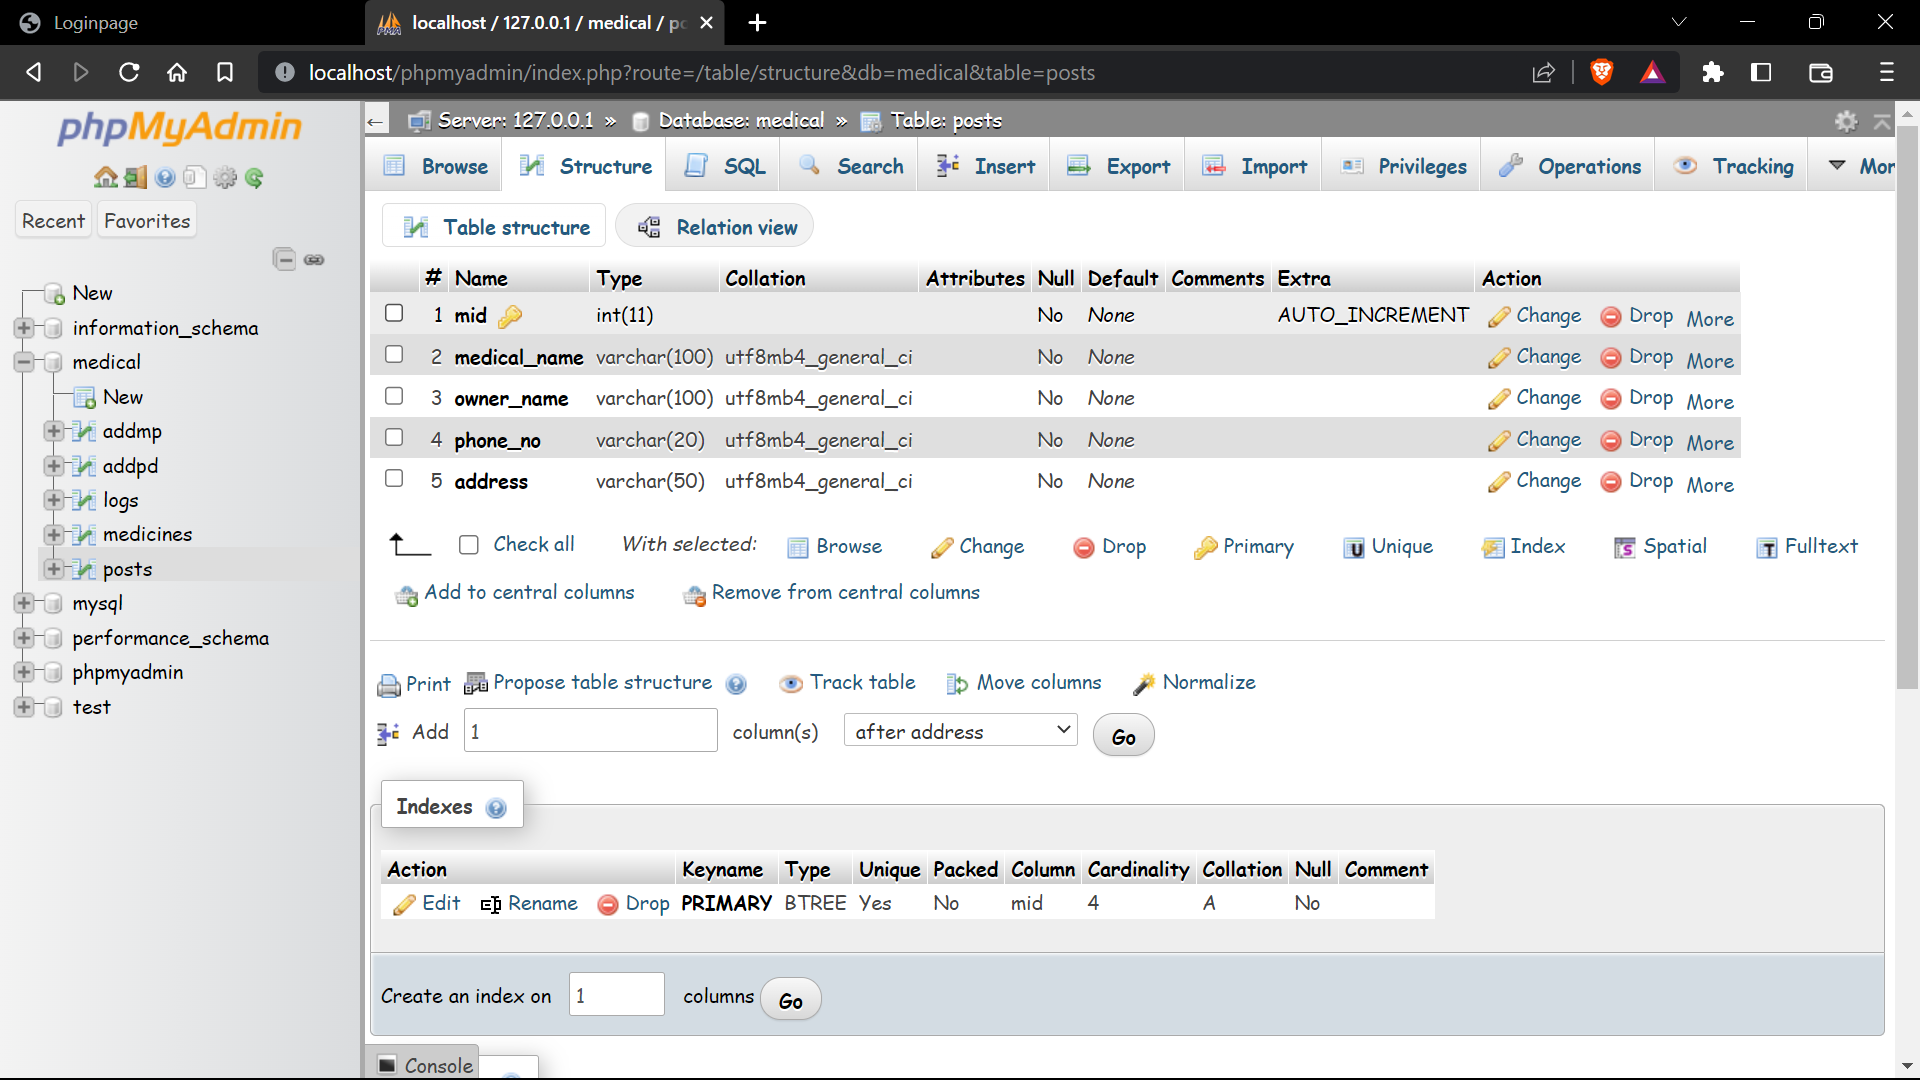 Loginpage
localhost / 127.0.0.1 / medical / po
localhost/phpmyadmin/index.php?route=/table/structure&db=medical&table=posts
phpMyAdmin
Recent Favorites
New
information_schema
medical
New
addmp
addpd
logs
medicines
posts
mysql
performance_schema
phpmyadmin
test
Server: 127.0.0.1 » Database: medical » Table: posts
Browse Structure SQL Search Insert Export Import Privileges Operations Tracking Mor
Table structure Relation view
# Name Type Collation Attributes Null Default Comments Extra Action
1 mid int(11) No None AUTO_INCREMENT Change Drop More
2 medical_name varchar(100) utf8mb4_general_ci No None Change Drop More
3 owner_name varchar(100) utf8mb4_general_ci No None Change Drop More
4 phone_no varchar(20) utf8mb4_general_ci No None Change Drop More
5 address varchar(50) utf8mb4_general_ci No None Change Drop More
Check all With selected: Browse Change Drop Primary Unique Index Spatial Fulltext
Add to central columns Remove from central columns
Print Propose table structure Track table Move columns Normalize
Add 1 column(s) after address Go
Indexes
Action Keyname Type Unique Packed Column Cardinality Collation Null Comment
Edit Rename Drop PRIMARY BTREE Yes No mid 4 A No
Create an index on 1 columns Go
Console